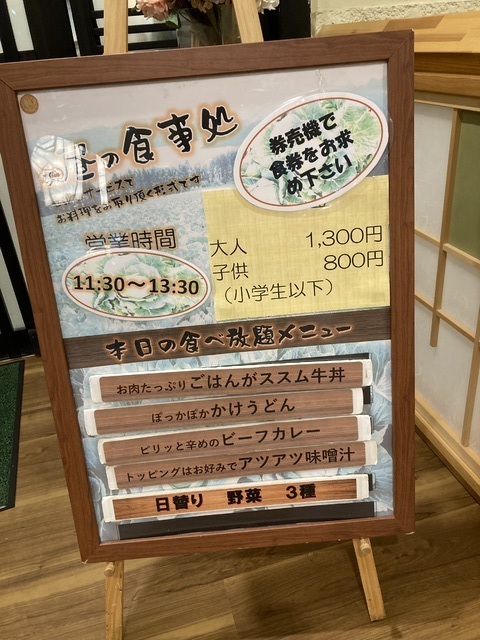 昼の食事処
お料理をお取り頂く形式です
券売機で
食券をお求
め下さい
営業時間
11:30〜13:30
大人 1,300円
子供 800円
(小学生以下)
本日の食べ放題メニュー
お肉たっぷりごはんがススム牛丼
ぽっかぽかかけうどん
ピリッと辛めのビーフカレー
トッピングはお好みでアツアツ味噌汁
日替り 野菜 3種